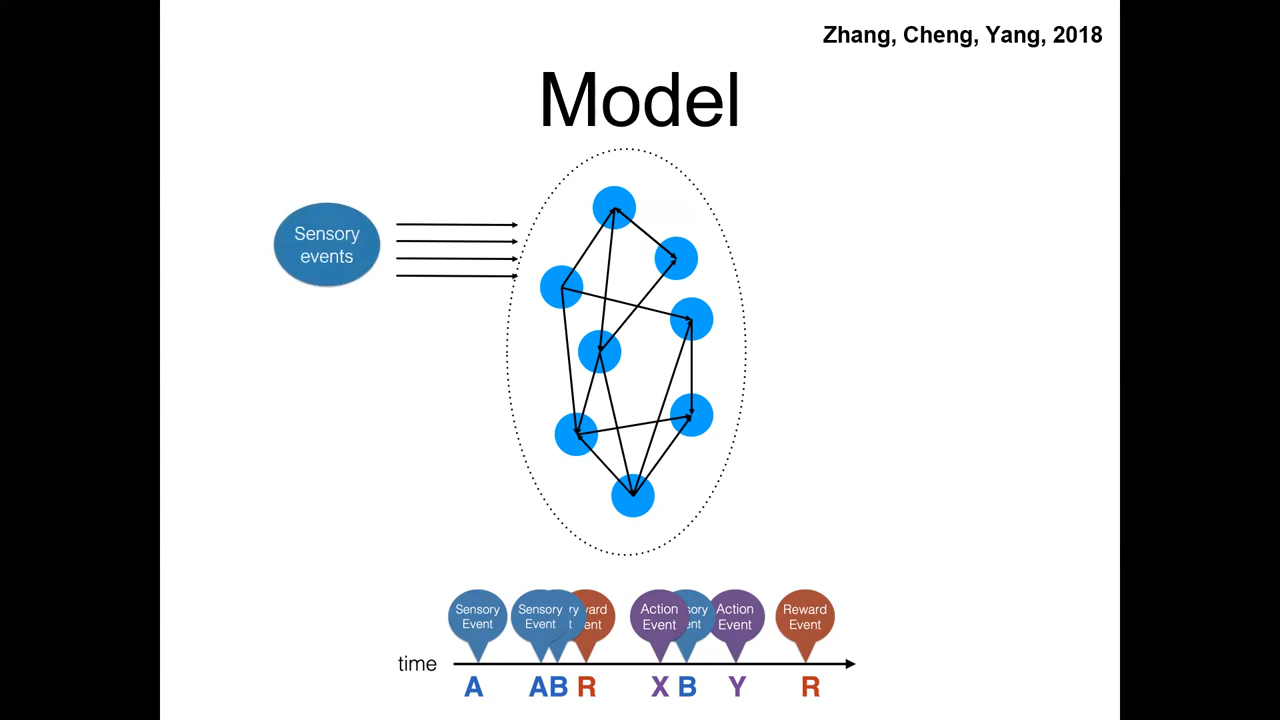 Zhang, Cheng, Yang, 2018
Model
Sensory
events
Sensory
Event
Sensory
Event
Action
Event
Action
Event
Reward
Event
time
A
AB
R
X
B
Y
R